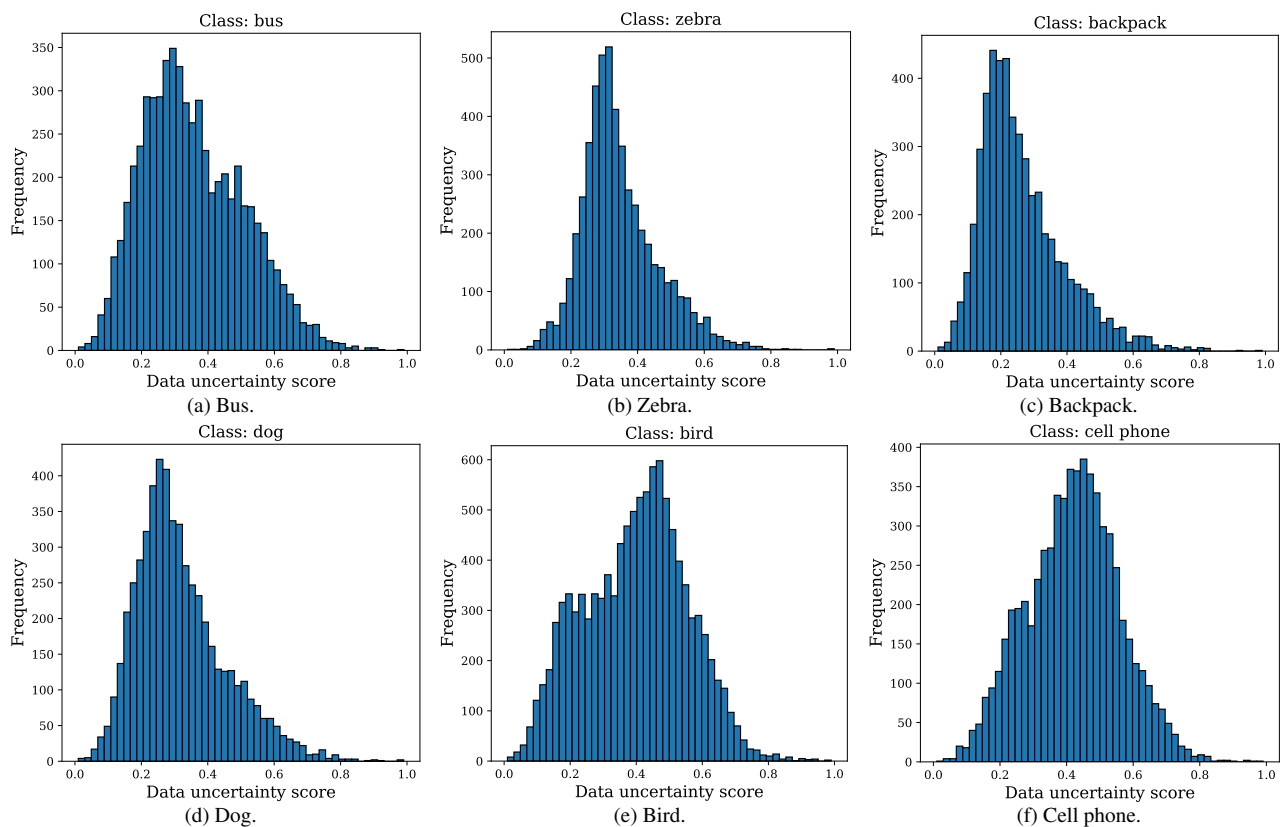 Class: bus
Frequency
350
300
250
200
150
100
50
0
0.0 0.2 0.4 0.6 0.8 1.0
Data uncertainty score
(a) Bus.
Class: zebra
Frequency
500
400
300
200
100
0
0.0 0.2 0.4 0.6 0.8 1.0
Data uncertainty score
(b) Zebra.
Class: backpack
Frequency
400
300
200
100
0
0.0 0.2 0.4 0.6 0.8 1.0
Data uncertainty score
(c) Backpack.
Class: dog
Frequency
400
350
300
250
200
150
100
50
0
0.0 0.2 0.4 0.6 0.8 1.0
Data uncertainty score
(d) Dog.
Class: bird
Frequency
600
500
400
300
200
100
0
0.0 0.2 0.4 0.6 0.8 1.0
Data uncertainty score
(e) Bird.
Class: cell phone
Frequency
400
350
300
250
200
150
100
50
0
0.0 0.2 0.4 0.6 0.8 1.0
Data uncertainty score
(f) Cell phone.